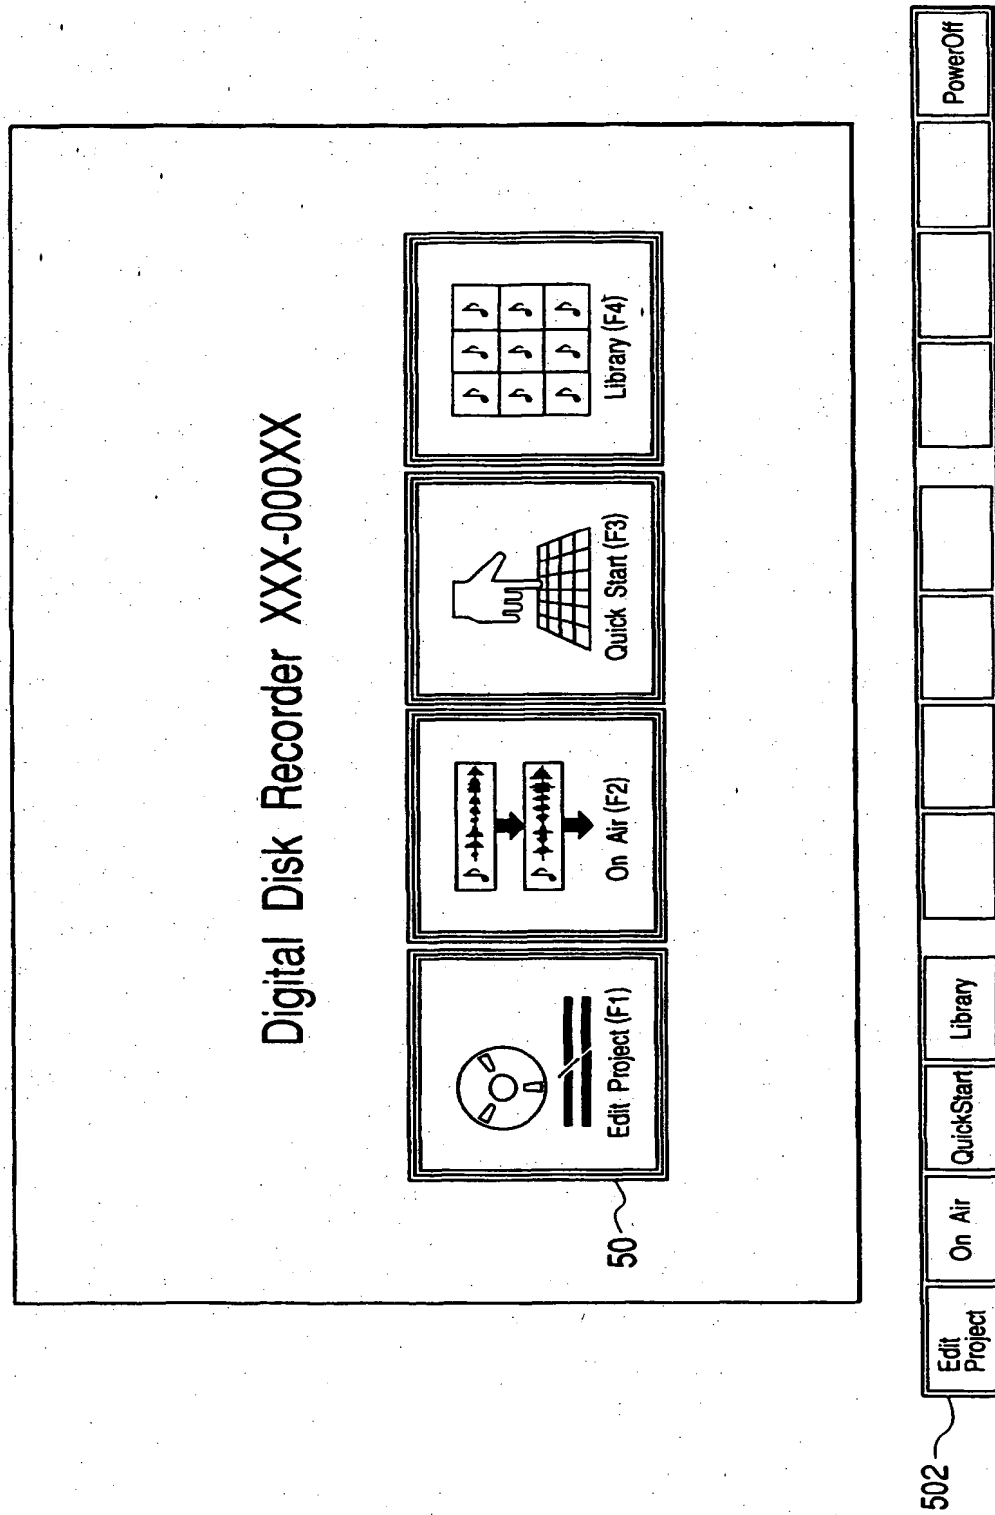 Digital Disk Recorder XXX-000XX
Edit Project (F1)
On Air (F2)
Quick Start (F3)
Library (F4)
50
502
Edit
Project
On Air
QuickStart
Library
PowerOff